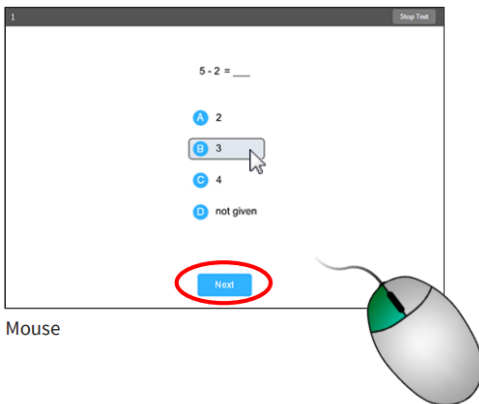 1 Stop Test
5 - 2 = ___
A 2
B 3
C 4
D not given
Next
Mouse